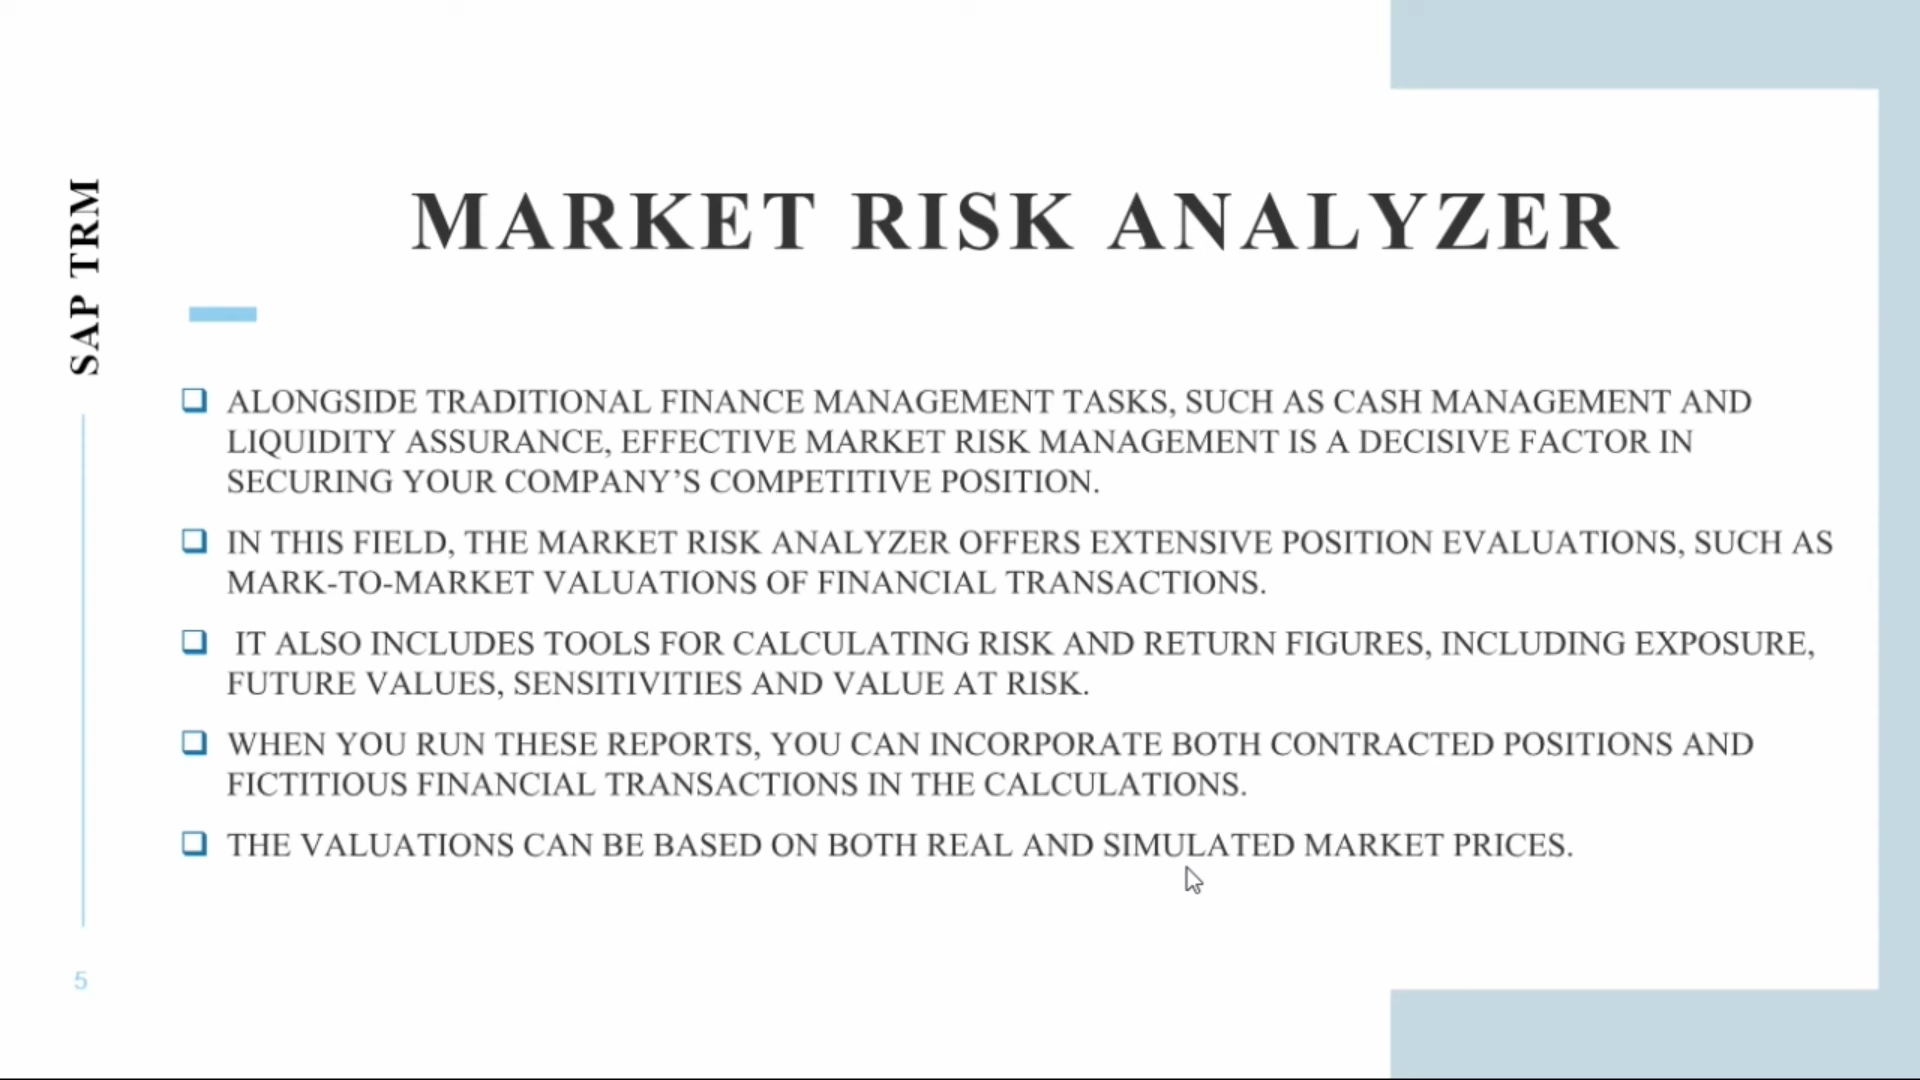 SAP TRM
MARKET RISK ANALYZER
ALONGSIDE TRADITIONAL FINANCE MANAGEMENT TASKS, SUCH AS CASH MANAGEMENT AND
LIQUIDITY ASSURANCE, EFFECTIVE MARKET RISK MANAGEMENT IS A DECISIVE FACTOR IN
SECURING YOUR COMPANY’S COMPETITIVE POSITION.
IN THIS FIELD, THE MARKET RISK ANALYZER OFFERS EXTENSIVE POSITION EVALUATIONS, SUCH AS
MARK-TO-MARKET VALUATIONS OF FINANCIAL TRANSACTIONS.
IT ALSO INCLUDES TOOLS FOR CALCULATING RISK AND RETURN FIGURES, INCLUDING EXPOSURE,
FUTURE VALUES, SENSITIVITIES AND VALUE AT RISK.
WHEN YOU RUN THESE REPORTS, YOU CAN INCORPORATE BOTH CONTRACTED POSITIONS AND
FICTITIOUS FINANCIAL TRANSACTIONS IN THE CALCULATIONS.
THE VALUATIONS CAN BE BASED ON BOTH REAL AND SIMULATED MARKET PRICES.
5